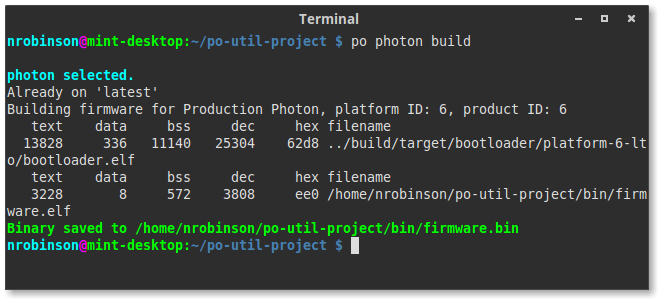 Terminal
nrobinson@mint-desktop:~/po-util-project $ po photon build
photon selected.
Already on 'latest'
Building firmware for Production Photon, platform ID: 6, product ID: 6
   text    data     bss     dec     hex filename
  13828     336   11140   25304    62d8 ../build/target/bootloader/platform-6-lt
o/bootloader.elf
   text    data     bss     dec     hex filename
   3228       8     572    3808     ee0 /home/nrobinson/po-util-project/bin/firm
ware.elf
Binary saved to /home/nrobinson/po-util-project/bin/firmware.bin
nrobinson@mint-desktop:~/po-util-project $